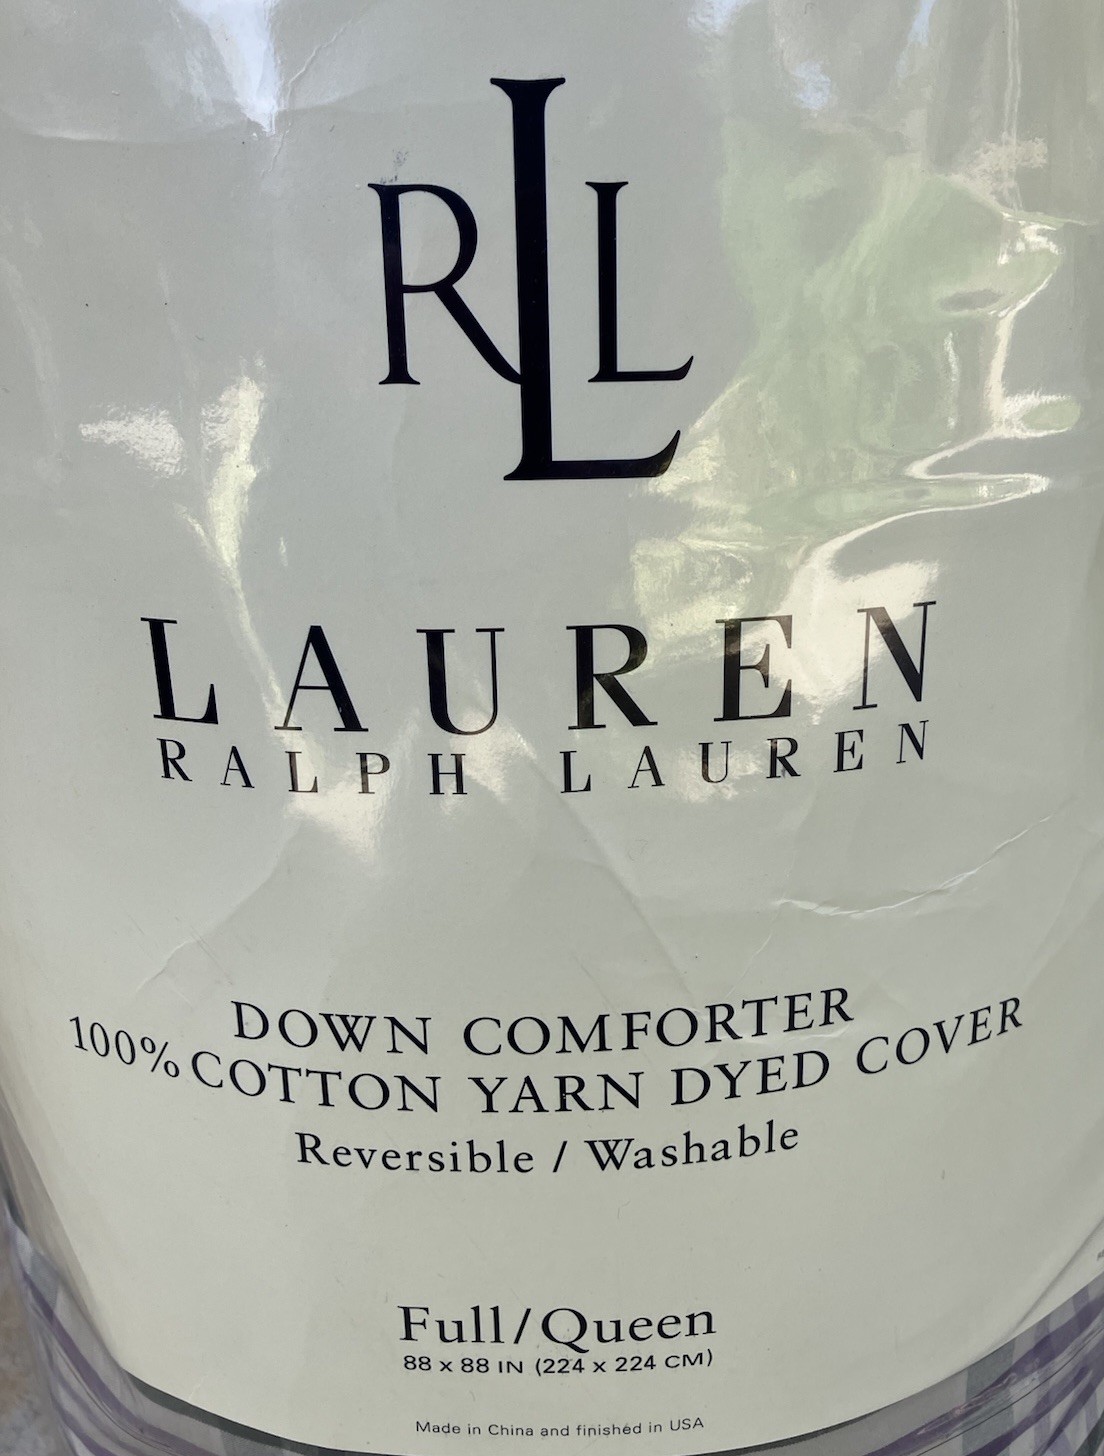 RLL
LAUREN
RALPH LAUREN
DOWN COMFORTER
100% COTTON YARN DYED COVER
Reversible / Washable
Full/Queen
88 x 88 IN (224 x 224 CM)
Made in China and finished in USA